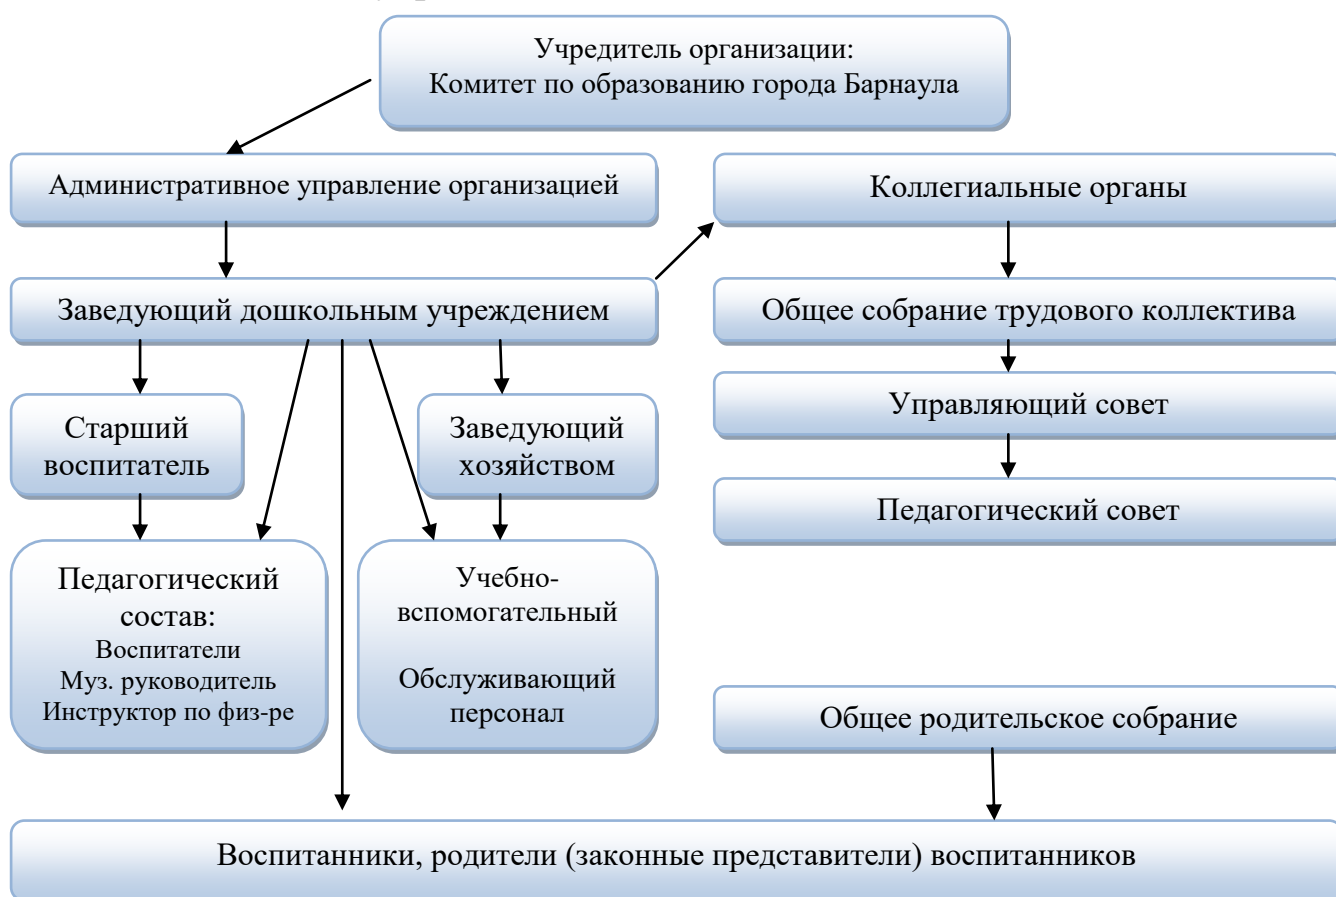 Учредитель организации:
Комитет по образованию города Барнаула
Административное управление организацией
Коллегиальные органы
Заведующий дошкольным учреждением
Общее собрание трудового коллектива
Управляющий совет
Старший
воспитатель
Заведующий
хозяйством
Педагогический совет
Педагогический
состав:
Воспитатели
Муз. руководитель
Инструктор по физ-ре
Учебно-
вспомогательный
Обслуживающий
персонал
Общее родительское собрание
Воспитанники, родители (законные представители) воспитанников